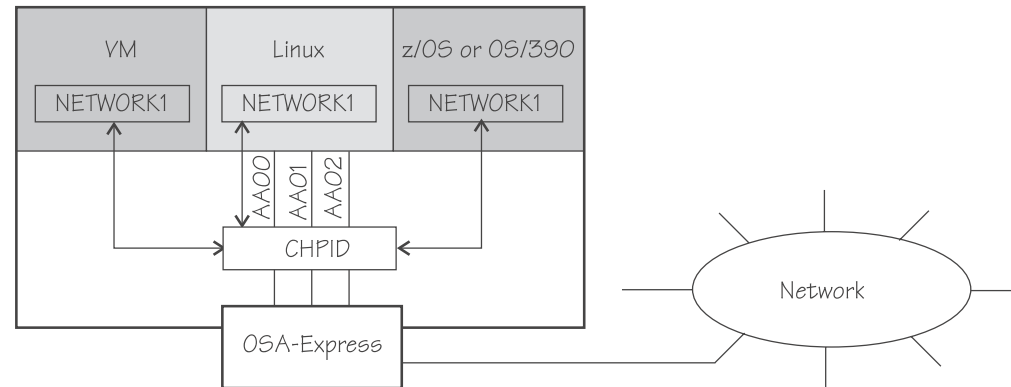 VM
Linux
z/OS or OS/390
NETWORK1
NETWORK1
NETWORK1
AA00
AA01
AA02
CHPID
Network
OSA-Express